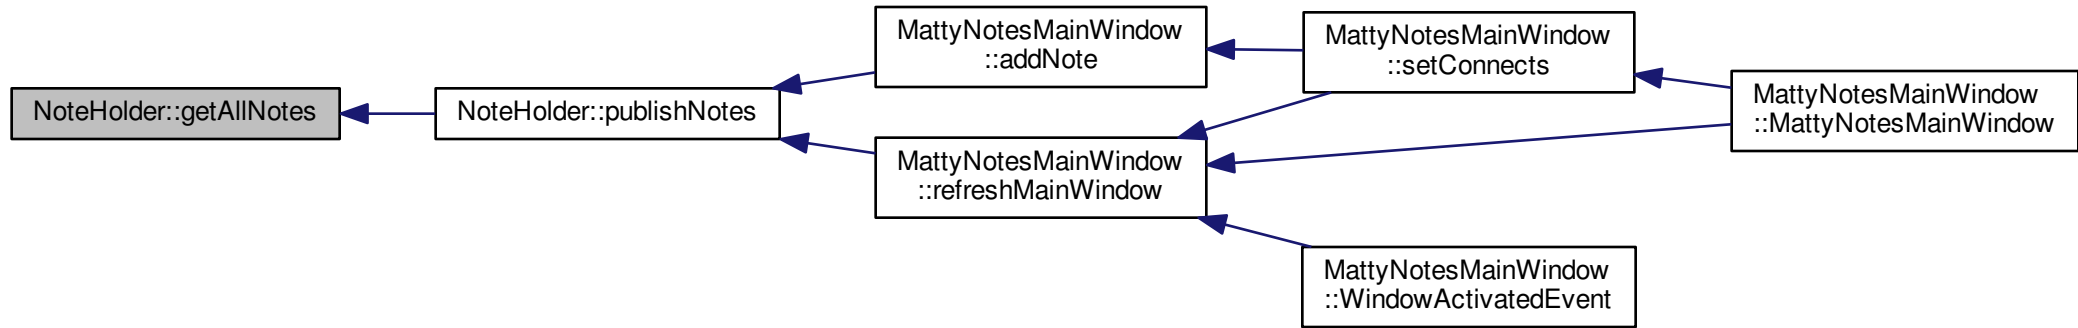 NoteHolder::getAllNotes
NoteHolder::publishNotes
MattyNotesMainWindow
::addNote
MattyNotesMainWindow
::refreshMainWindow
MattyNotesMainWindow
::setConnects
MattyNotesMainWindow
::WindowActivatedEvent
MattyNotesMainWindow
::MattyNotesMainWindow